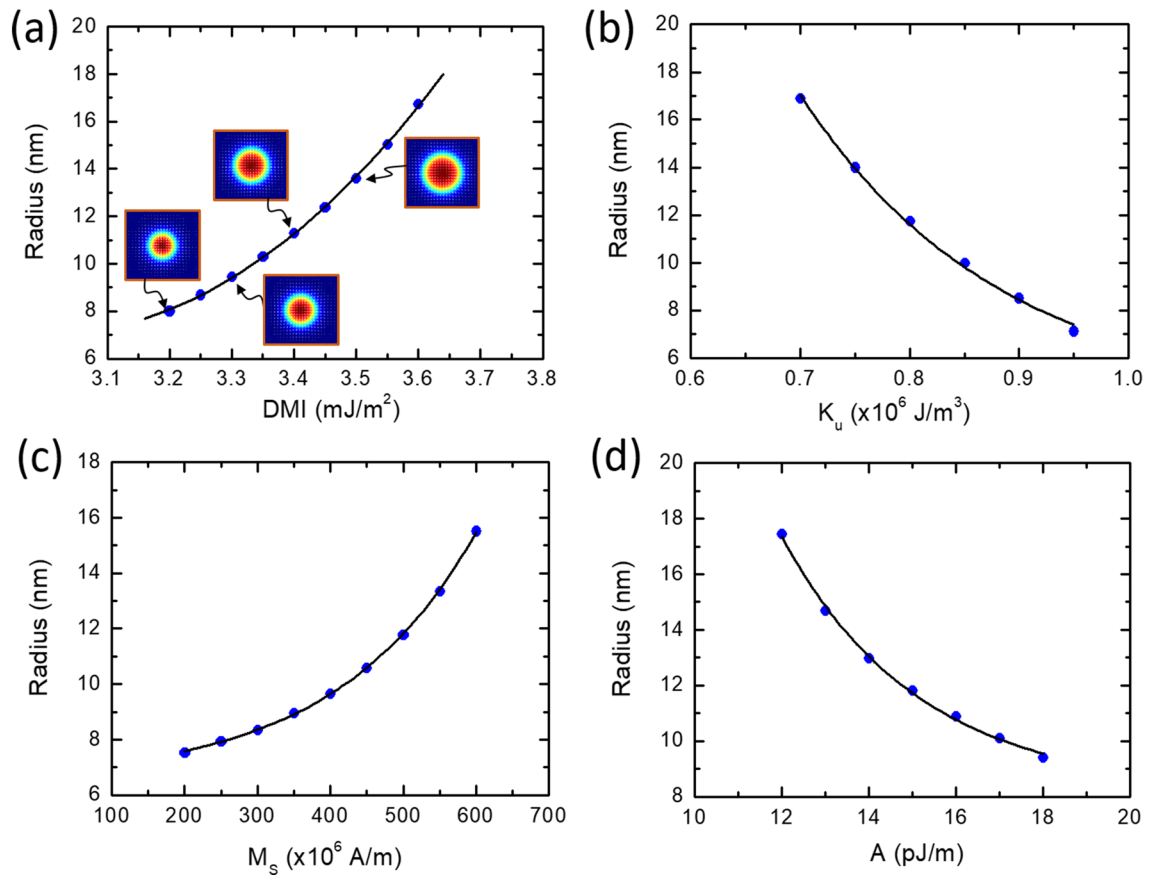 (a)
20
18
16
14
12
10
8
6
Radius (nm)
3.1 3.2 3.3 3.4 3.5 3.6 3.7 3.8
DMI (mJ/m²)
(b)
20
18
16
14
12
10
8
6
Radius (nm)
0.6 0.7 0.8 0.9 1.0
Kᵤ (x10⁶ J/m³)
(c)
18
16
14
12
10
8
6
Radius (nm)
100 200 300 400 500 600 700
M_S (x10⁶ A/m)
(d)
20
18
16
14
12
10
8
Radius (nm)
10 12 14 16 18 20
A (pJ/m)